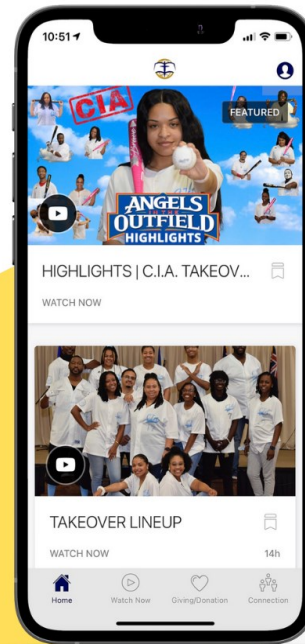 10:51
CIA
FEATURED
ANGELS
IN THE
OUTFIELD
HIGHLIGHTS
HIGHLIGHTS | C.I.A. TAKEOV...
WATCH NOW
TAKEOVER LINEUP
WATCH NOW 14h
Home Watch Now Giving/Donation Connection